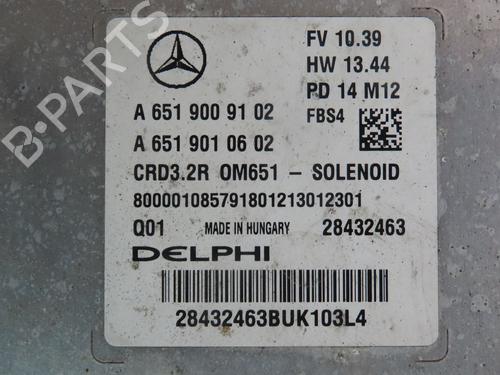 FV 10.39
HW 13.44
PD 14 M12
FBS4
A 651 900 91 02
A 651 901 06 02
CRD3.2R OM651 - SOLENOID
800001085791801213012301
Q01 MADE IN HUNGARY 28432463
DELPHI
28432463BUK103L4